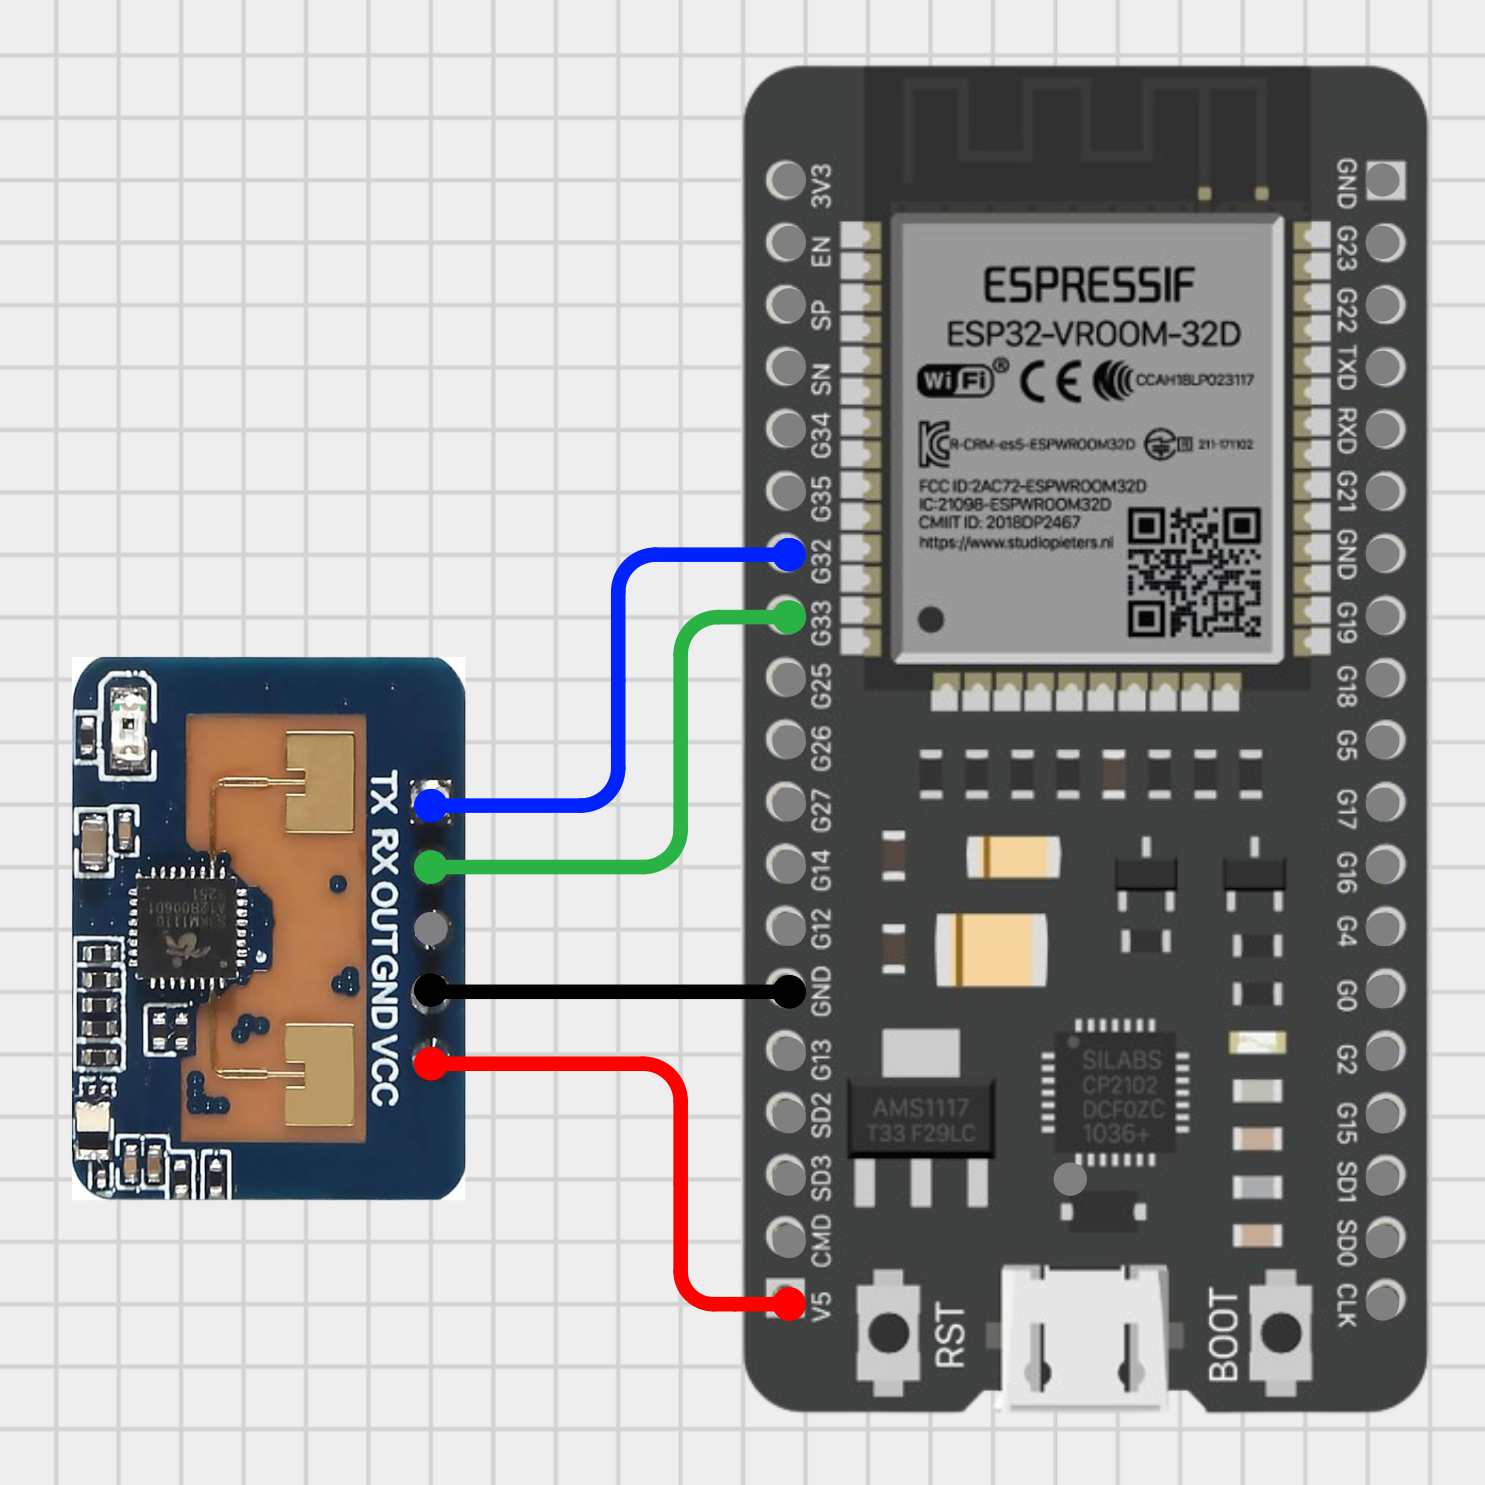 TX RX OUT GND VCC
S3KM1110
A12B006D1
3V3
EN
SP
SN
G34
G35
G32
G33
G25
G26
G27
G14
G12
GND
G13
SD2
SD3
CMD
V5
ESPRESSIF
ESP32-VROOM-32D
Wi Fi ® CE CCAH18LP023117
R-CRM-es5-ESPWROOM32D R 211-171102
FCC ID:2AC72-ESPWROOM32D
IC:21098-ESPWROOM32D
CMIIT ID: 2018DP2467
https://www.studiopieters.nl
AMS1117
T33 F29LC
SILABS
CP2102
DCF0ZC
1036+
RST
BOOT
GND
G23
G22
TXD
RXD
G21
GND
G19
G18
G5
G17
G16
G4
G0
G2
G15
SD1
SD0
CLK